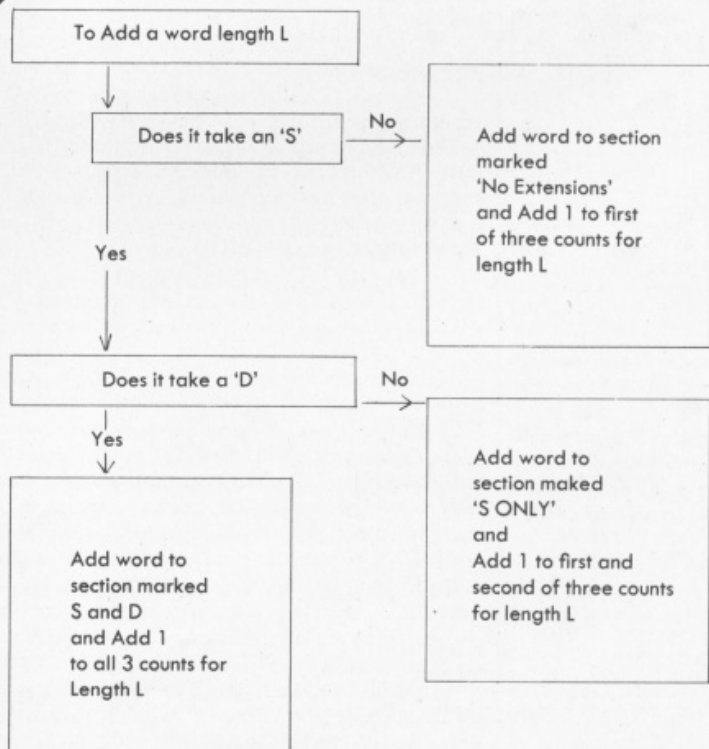 To Add a word length L
Does it take an ‘S’
No
Add word to section
marked
‘No Extensions’
and Add 1 to first
of three counts for
length L
Yes
Does it take a ‘D’
No
Yes
Add word to
section maked
‘S ONLY’
and
Add 1 to first and
second of three counts
for length L
Add word to
section marked
S and D
and Add 1
to all 3 counts for
Length L